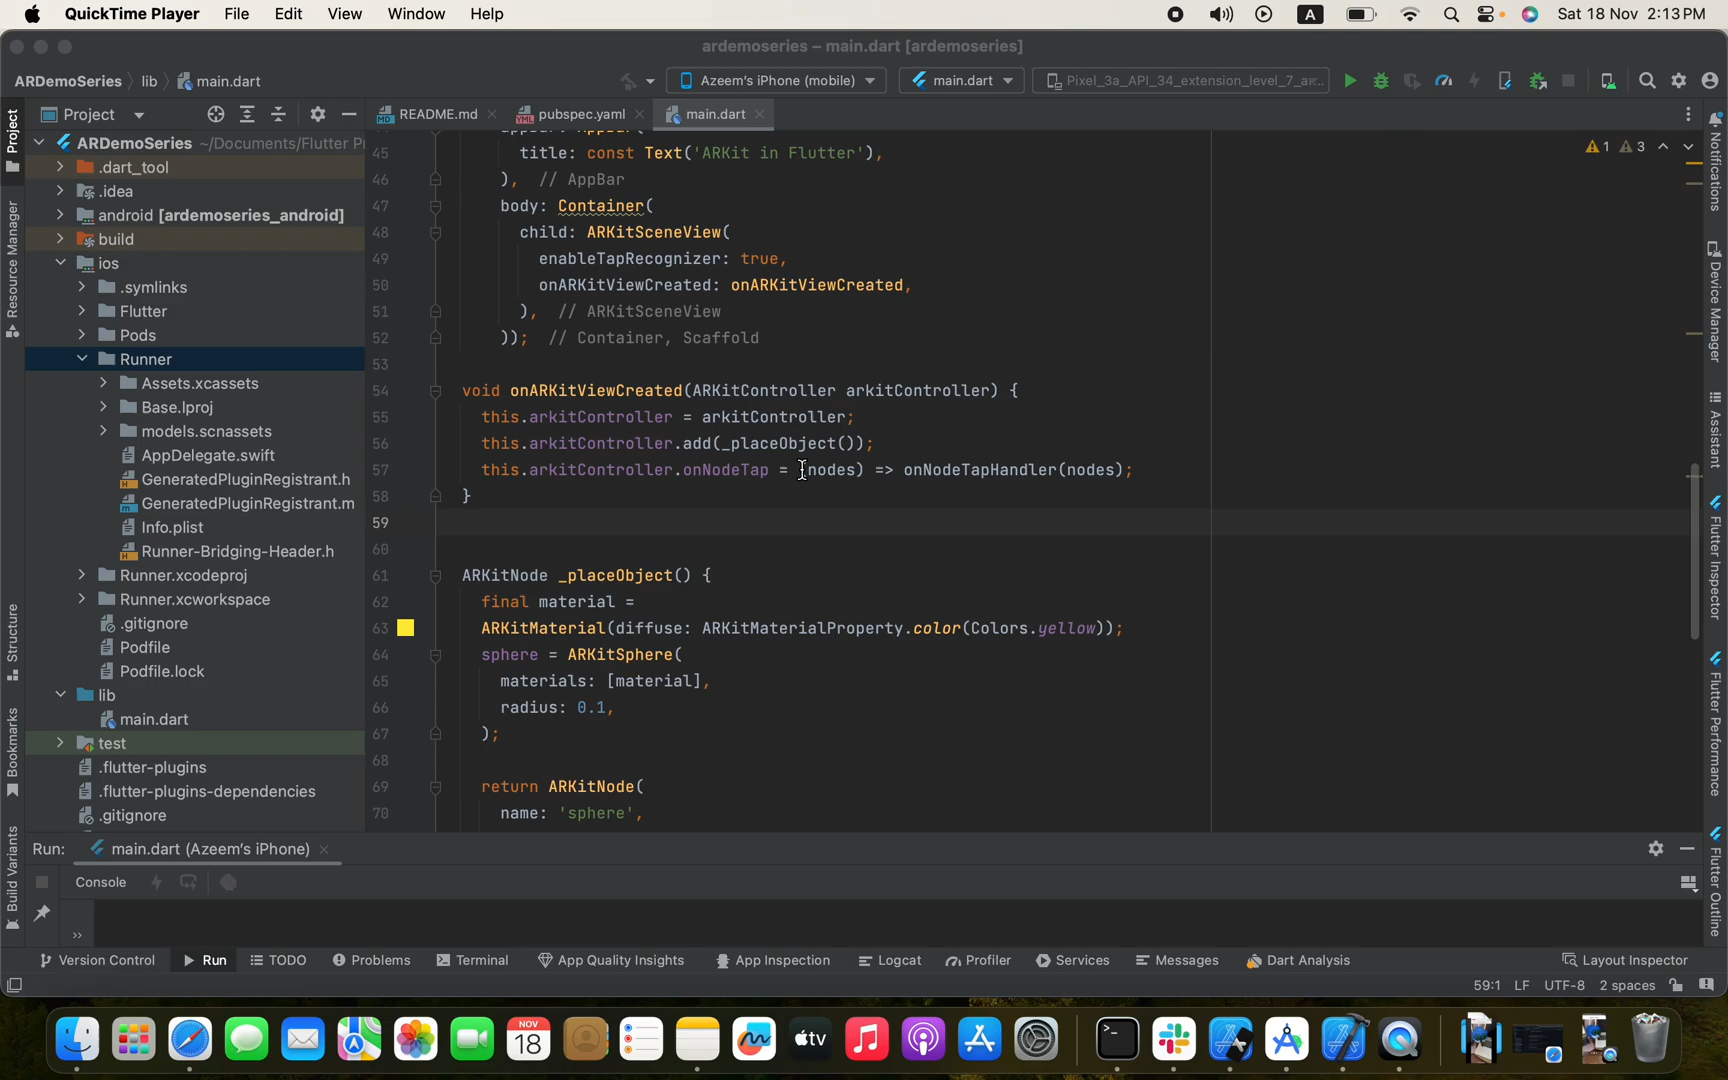 QuickTime Player File Edit View Window Help A Sat 18 Nov 2:13 PM
ardemoseries – main.dart [ardemoseries]
ARDemoSeries lib main.dart Azeem's iPhone (mobile) main.dart Pixel_3a_API_34_extension_level_7_ar...
Project README.md pubspec.yaml main.dart
ARDemoSeries ~/Documents/Flutter P
.dart_tool
.idea
android [ardemoseries_android]
build
ios
.symlinks
Flutter
Pods
Runner
Assets.xcassets
Base.lproj
models.scnassets
AppDelegate.swift
GeneratedPluginRegistrant.h
GeneratedPluginRegistrant.m
Info.plist
Runner-Bridging-Header.h
Runner.xcodeproj
Runner.xcworkspace
.gitignore
Podfile
Podfile.lock
lib
main.dart
test
.flutter-plugins
.flutter-plugins-dependencies
.gitignore
Project
Resource Manager
Structure
Bookmarks
Build Variants
1 3
45 title: const Text('ARKit in Flutter'),
46 ), // AppBar
47 body: Container(
48 child: ARKitSceneView(
49 enableTapRecognizer: true,
50 onARKitViewCreated: onARKitViewCreated,
51 ), // ARKitSceneView
52 )); // Container, Scaffold
53
54 void onARKitViewCreated(ARKitController arkitController) {
55 this.arkitController = arkitController;
56 this.arkitController.add(_placeObject());
57 this.arkitController.onNodeTap = (nodes) => onNodeTapHandler(nodes);
58 }
59
60
61 ARKitNode _placeObject() {
62 final material =
63 ARKitMaterial(diffuse: ARKitMaterialProperty.color(Colors.yellow));
64 sphere = ARKitSphere(
65 materials: [material],
66 radius: 0.1,
67 );
68
69 return ARKitNode(
70 name: 'sphere',
Notifications
Device Manager
Assistant
Flutter Inspector
Flutter Performance
Flutter Outline
Run: main.dart (Azeem's iPhone)
Console
»
Version Control Run TODO Problems Terminal App Quality Insights App Inspection Logcat Profiler Services Messages Dart Analysis Layout Inspector
59:1 LF UTF-8 2 spaces
NOV
18
tv